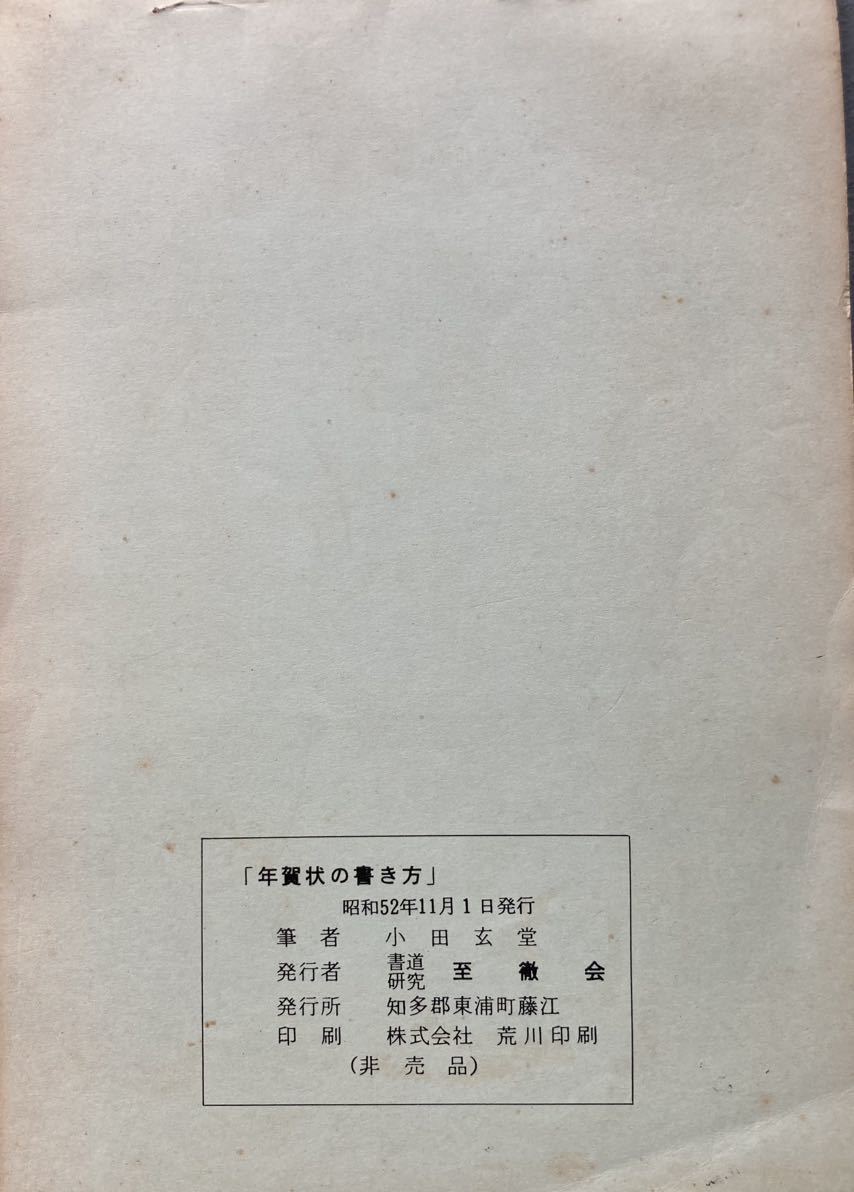 「年賀状の書き方」
昭和52年11月1日発行
筆者 小田玄堂
発行者 書道研究 至徹会
発行所 知多郡東浦町藤江
印刷 株式会社 荒川印刷
(非売品)